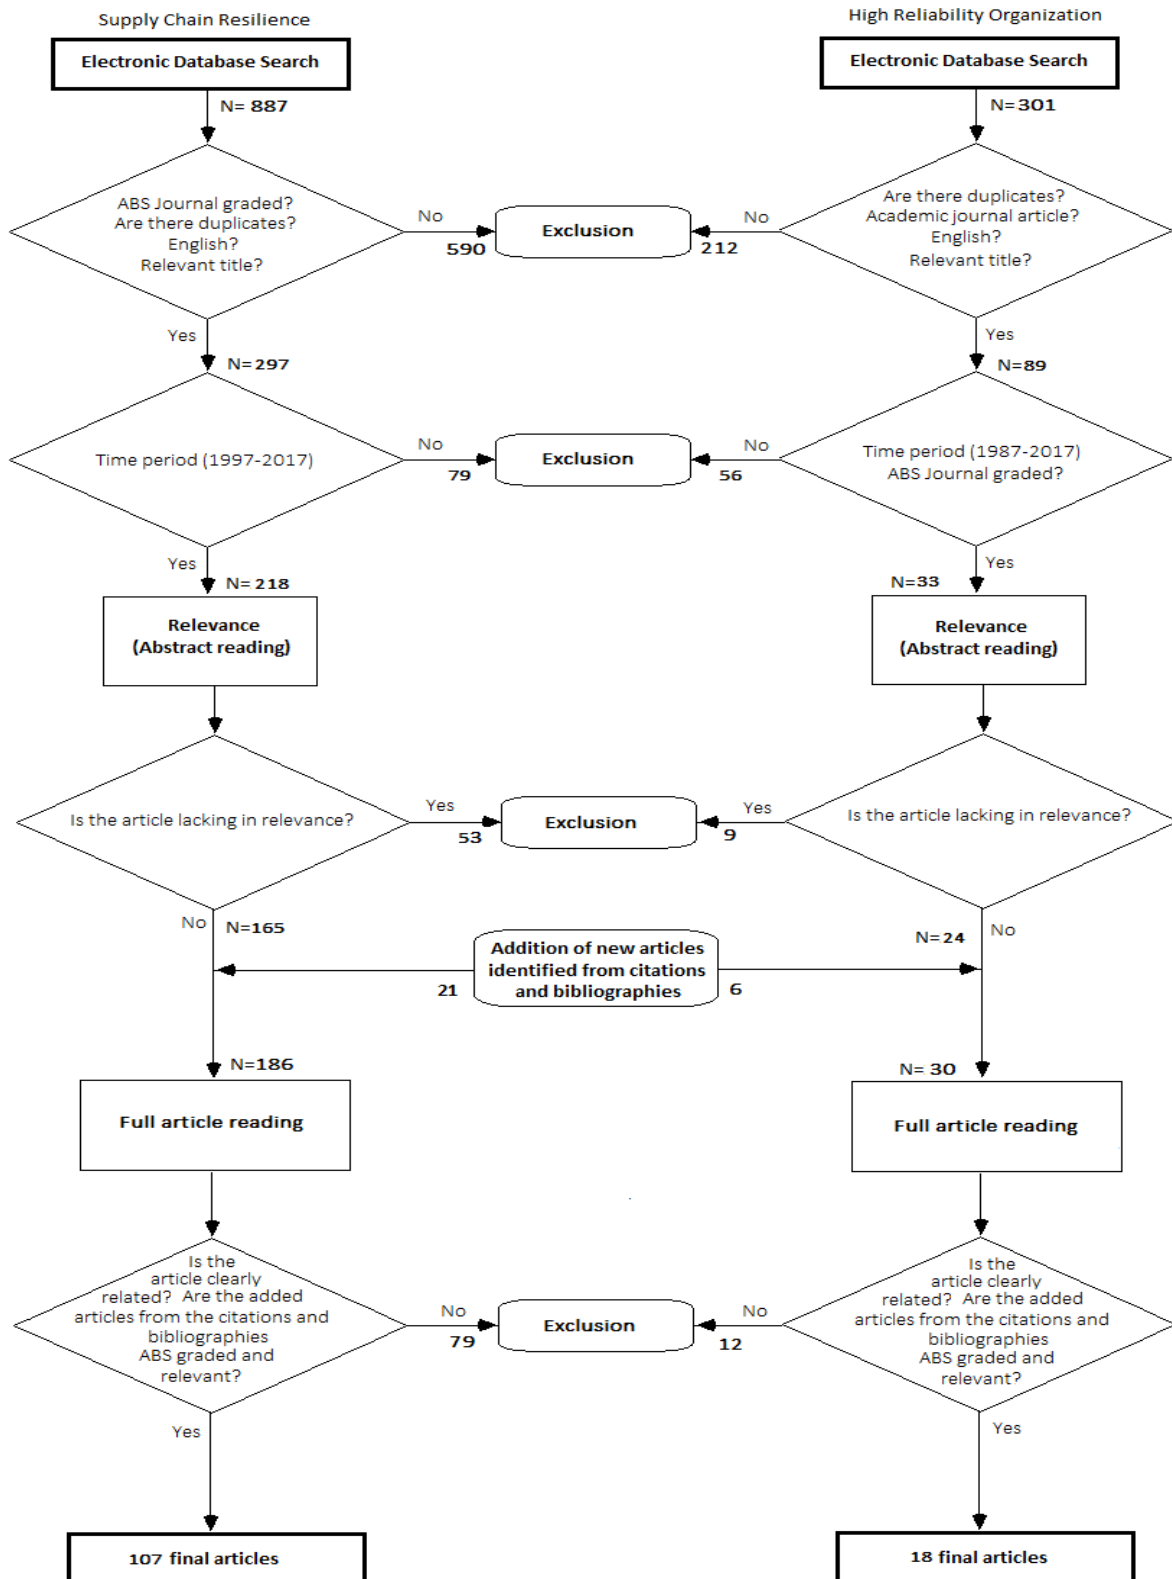 Supply Chain Resilience
High Reliability Organization
Electronic Database Search
Electronic Database Search
N= 887
N=301
ABS Journal graded?
Are there duplicates?
English?
Relevant title?
No
590
Exclusion
No
212
Are there duplicates?
Academic journal article?
English?
Relevant title?
Yes
Yes
N=297
N=89
Time period (1997-2017)
No
79
Exclusion
No
56
Time period (1987-2017)
ABS Journal graded?
Yes
Yes
N= 218
N=33
Relevance
(Abstract reading)
Relevance
(Abstract reading)
Is the article lacking in relevance?
Yes
53
Exclusion
Yes
9
Is the article lacking in relevance?
No
N=165
N=24
No
Addition of new articles
identified from citations
and bibliographies
21
6
N=186
N= 30
Full article reading
Full article reading
Is the
article clearly
related? Are the added
articles from the citations and
bibliographies
ABS graded and
relevant?
No
79
Exclusion
No
12
Is the
article clearly
related? Are the added
articles from the citations and
bibliographies
ABS graded and
relevant?
Yes
Yes
107 final articles
18 final articles